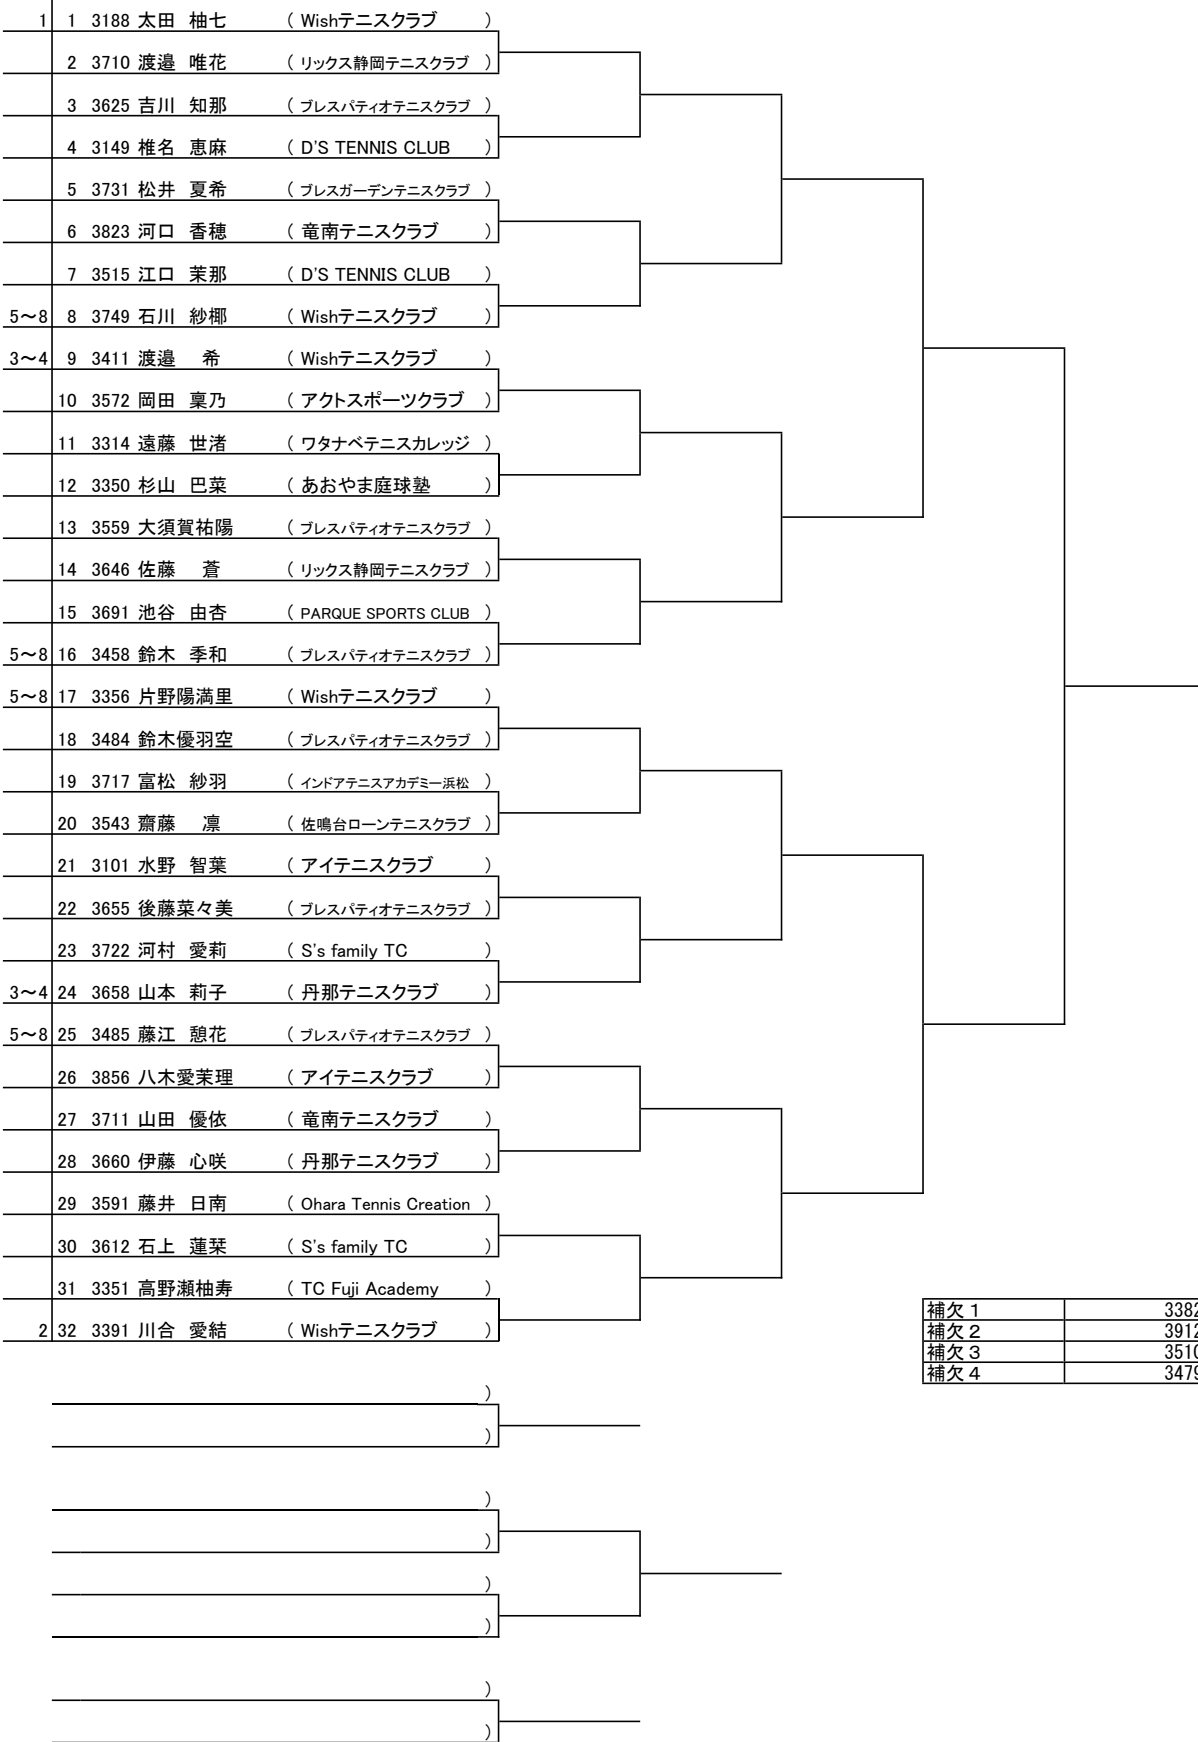 1 1 3188 太田 柚七 ( Wishテニスクラブ )
2 3710 渡邉 唯花 ( リックス静岡テニスクラブ )
3 3625 吉川 知那 ( ブレスパティオテニスクラブ )
4 3149 椎名 恵麻 ( D'S TENNIS CLUB )
5 3731 松井 夏希 ( ブレスガーデンテニスクラブ )
6 3823 河口 香穂 ( 竜南テニスクラブ )
7 3515 江口 茉那 ( D'S TENNIS CLUB )
5～8 8 3749 石川 紗椰 ( Wishテニスクラブ )
3～4 9 3411 渡邉 希 ( Wishテニスクラブ )
10 3572 岡田 稟乃 ( アクトスポーツクラブ )
11 3314 遠藤 世渚 ( ワタナベテニスカレッジ )
12 3350 杉山 巴菜 ( あおやま庭球塾 )
13 3559 大須賀祐陽 ( ブレスパティオテニスクラブ )
14 3646 佐藤 蒼 ( リックス静岡テニスクラブ )
15 3691 池谷 由杏 ( PARQUE SPORTS CLUB )
5～8 16 3458 鈴木 季和 ( ブレスパティオテニスクラブ )
5～8 17 3356 片野陽満里 ( Wishテニスクラブ )
18 3484 鈴木優羽空 ( ブレスパティオテニスクラブ )
19 3717 富松 紗羽 ( インドアテニスアカデミー浜松 )
20 3543 齋藤 凛 ( 佐鳴台ローンテニスクラブ )
21 3101 水野 智葉 ( アイテニスクラブ )
22 3655 後藤菜々美 ( ブレスパティオテニスクラブ )
23 3722 河村 愛莉 ( S's family TC )
3～4 24 3658 山本 莉子 ( 丹那テニスクラブ )
5～8 25 3485 藤江 憩花 ( ブレスパティオテニスクラブ )
26 3856 八木愛茉理 ( アイテニスクラブ )
27 3711 山田 優依 ( 竜南テニスクラブ )
28 3660 伊藤 心咲 ( 丹那テニスクラブ )
29 3591 藤井 日南 ( Ohara Tennis Creation )
30 3612 石上 蓮栞 ( S's family TC )
31 3351 高野瀬柚寿 ( TC Fuji Academy )
2 32 3391 川合 愛結 ( Wishテニスクラブ )
補欠１ 3382
補欠２ 3912
補欠３ 3510
補欠４ 3479
)
)
)
)
)
)
)
)